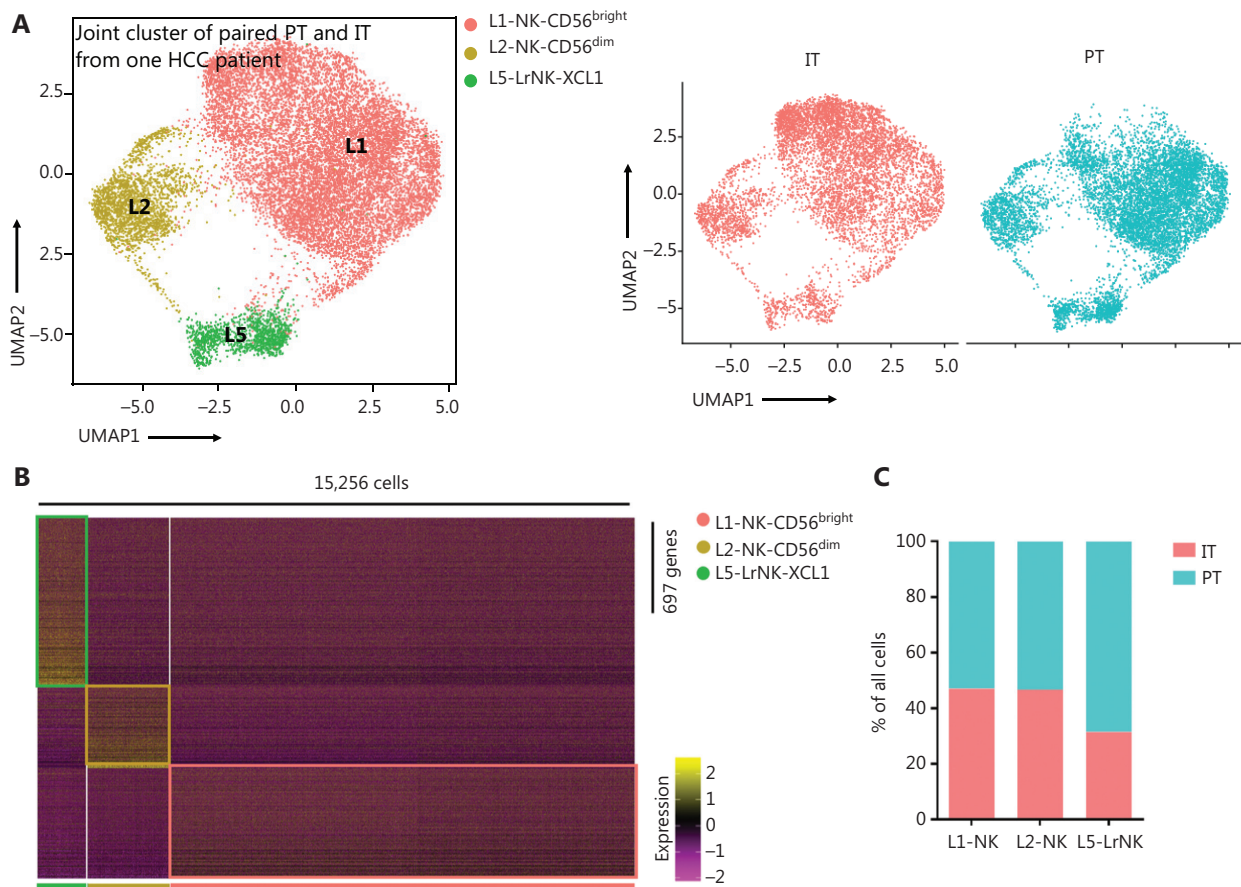 A
Joint cluster of paired PT and IT
from one HCC patient
L1-NK-CD56bright
L2-NK-CD56dim
L5-LrNK-XCL1
2.5
0.0
2.5
−5.0
L1
L2
L5
UMAP2
−5.0
−2.5
0.0
2.5
5.0
UMAP1
IT
PT
2.5
0.0
−2.5
−5
UMAP2
−5.0
−2.5
0.0
2.5
5.0
UMAP1
B
15,256 cells
697 genes
L1-NK-CD56bright
L2-NK-CD56dim
L5-LrNK-XCL1
Expression
2
1
0
−1
−2
C
100
80
60
40
20
0
% of all cells
L1-NK
L2-NK
L5-LrNK
IT
PT